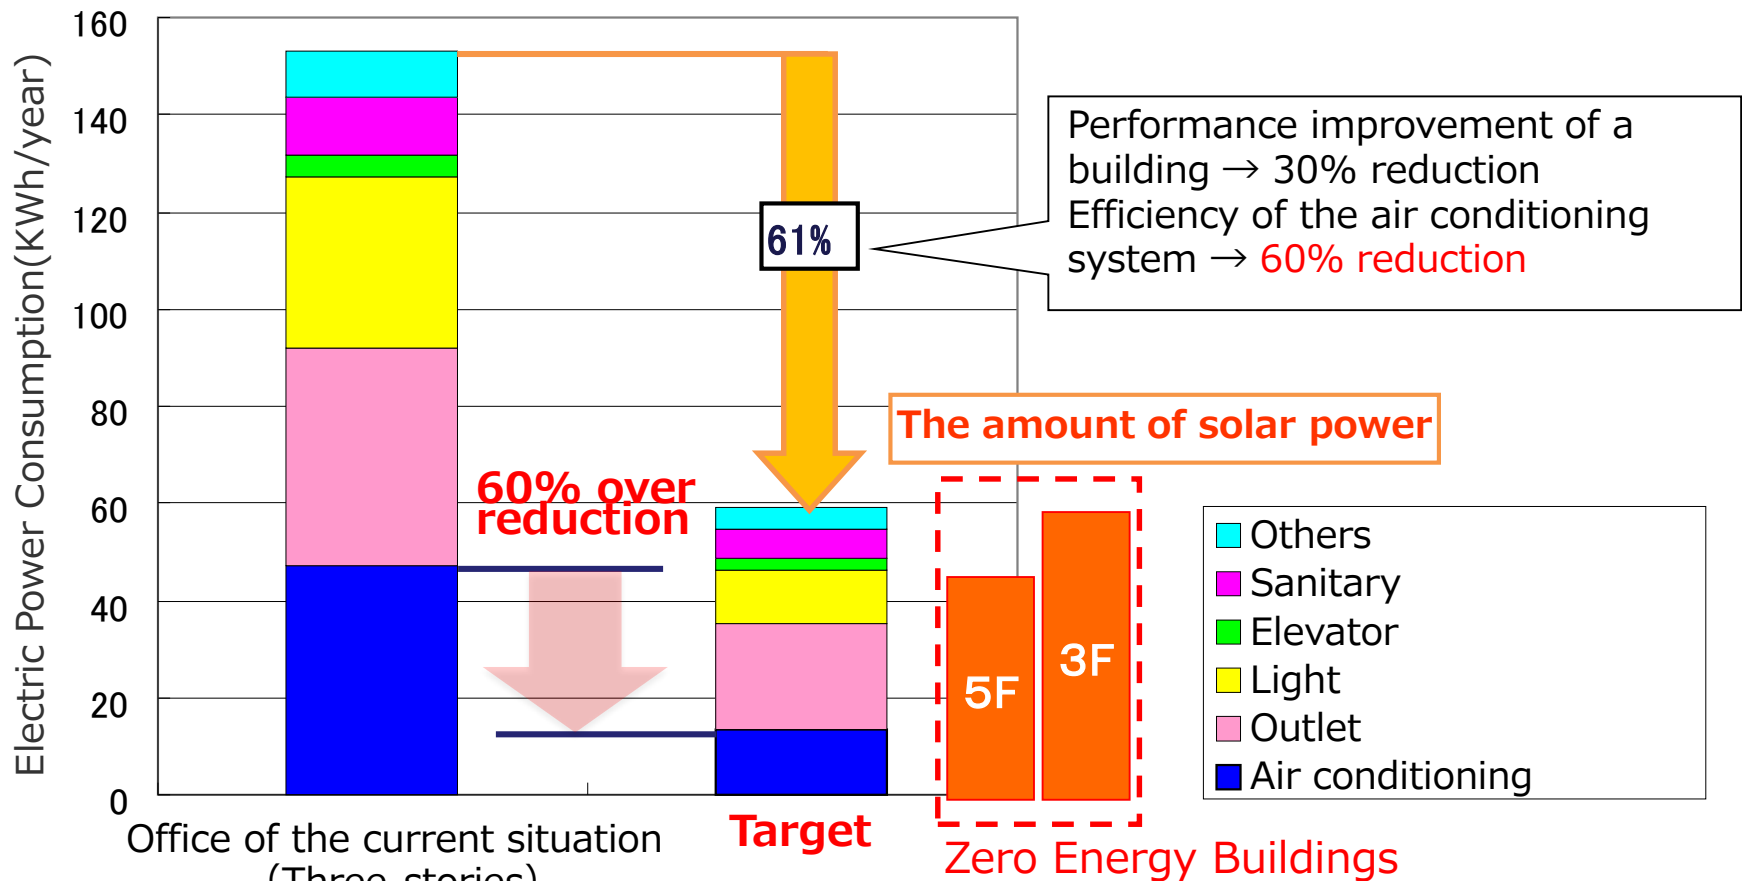 160
140
120
100
80
60
40
20
0
Electric Power Consumption(KWh/year)
61%
Performance improvement of a
building → 30% reduction
Efficiency of the air conditioning
system → 60% reduction
The amount of solar power
60% over
reduction
5F
3F
Others
Sanitary
Elevator
Light
Outlet
Air conditioning
Office of the current situation
(Three-stories)
Target
Zero Energy Buildings